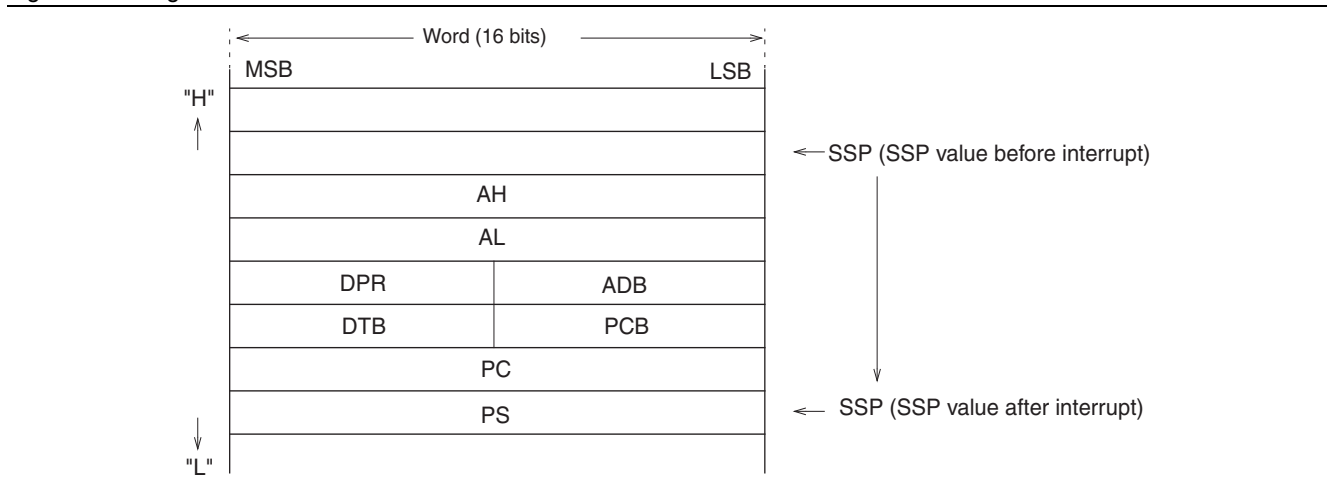 Word (16 bits)
MSB LSB
"H"
SSP (SSP value before interrupt)
AH
AL
DPR ADB
DTB PCB
PC
PS SSP (SSP value after interrupt)
"L"